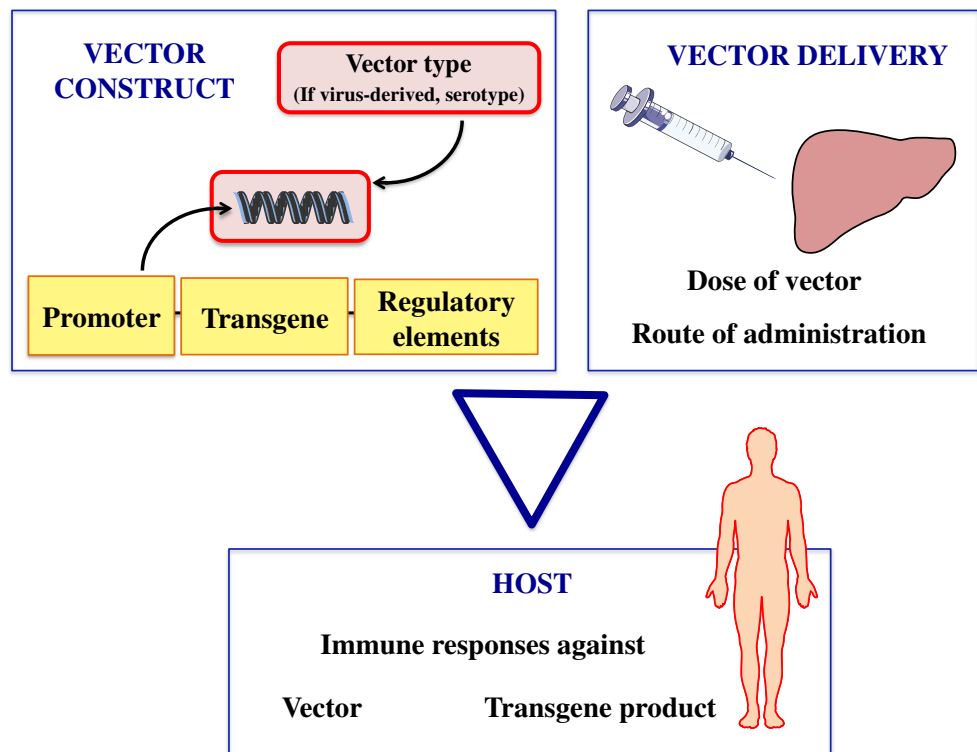 VECTOR
CONSTRUCT
Vector type
(If virus-derived, serotype)
Promoter
Transgene
Regulatory
elements
VECTOR DELIVERY
Dose of vector
Route of administration
HOST
Immune responses against
Vector
Transgene product